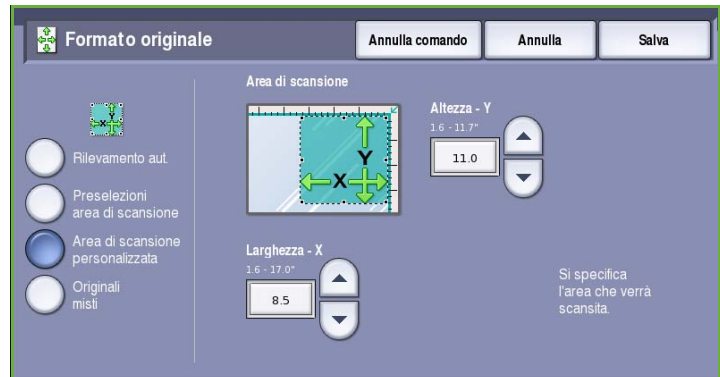 Formato originale
Annulla comando
Annulla
Salva
Rilevamento aut.
Preselezioni
area di scansione
Area di scansione
personalizzata
Originali
misti
Area di scansione
X
Y
Altezza - Y
1.6 - 11.7"
11.0
Larghezza - X
1.6 - 17.0"
8.5
Si specifica
l'area che verrà
scansita.